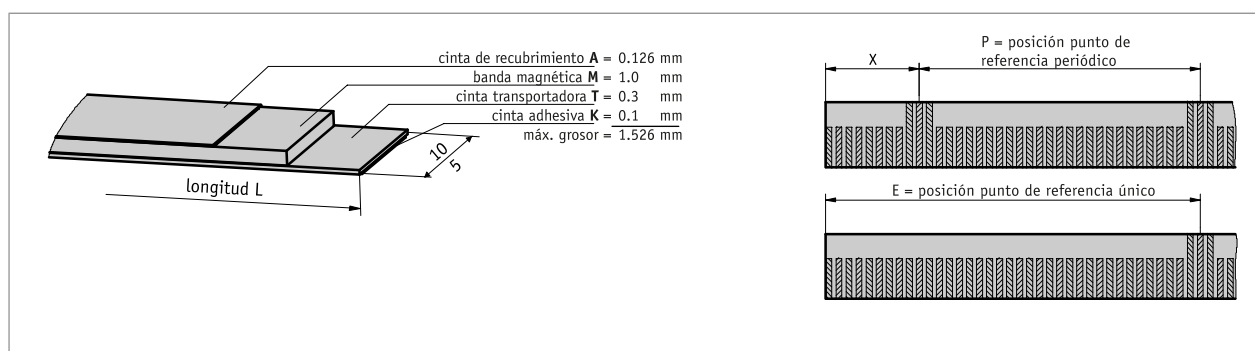 cinta de recubrimiento A = 0.126 mm
banda magnética M = 1.0 mm
cinta transportadora T = 0.3 mm
cinta adhesiva K = 0.1 mm
máx. grosor = 1.526 mm
10
5
longitud L
P = posición punto de
referencia periódico
X
E = posición punto de referencia único